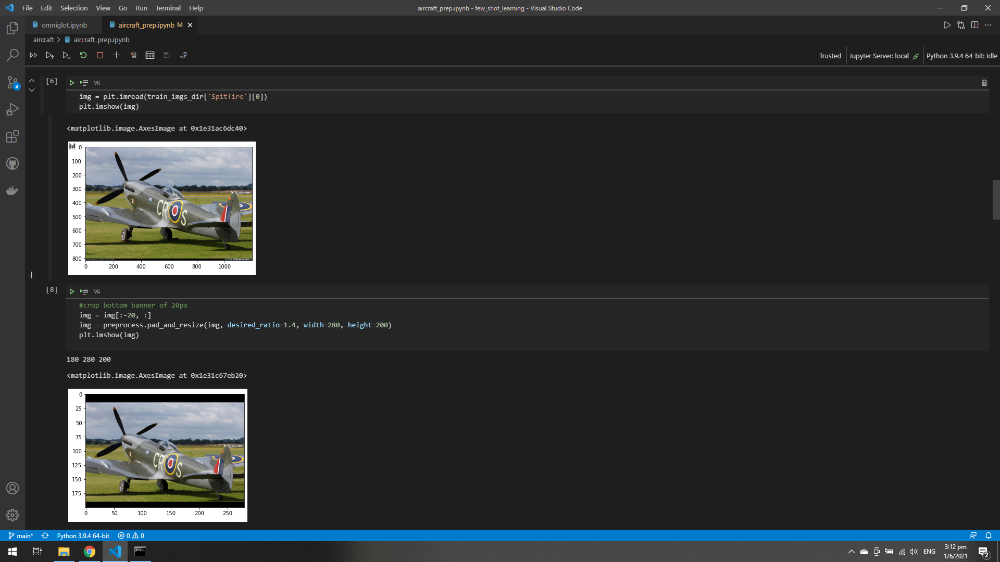 File Edit Selection View Go Run Terminal Help
aircraft_prep.ipynb - few_shot_learning - Visual Studio Code
omniglot.ipynb
aircraft_prep.ipynb M
aircraft > aircraft_prep.ipynb
Trusted
Jupyter Server: local
Python 3.9.4 64-bit: Idle
[6]
M↓
img = plt.imread(train_imgs_dir['Spitfire'][0])
plt.imshow(img)
<matplotlib.image.AxesImage at 0x1e31ac6dc40>
0
100
200
300
400
500
600
700
800
CR S
0 200 400 600 800 1000
[8]
M↓
#crop bottom banner of 20px
img = img[:-20, :]
img = preprocess.pad_and_resize(img, desired_ratio=1.4, width=280, height=200)
plt.imshow(img)
180 280 200
<matplotlib.image.AxesImage at 0x1e31c67eb20>
0
25
50
75
100
125
150
175
CR S
0 50 100 150 200 250
4
main*
Python 3.9.4 64-bit
0 0
ENG
3:12 pm
1/6/2021
2